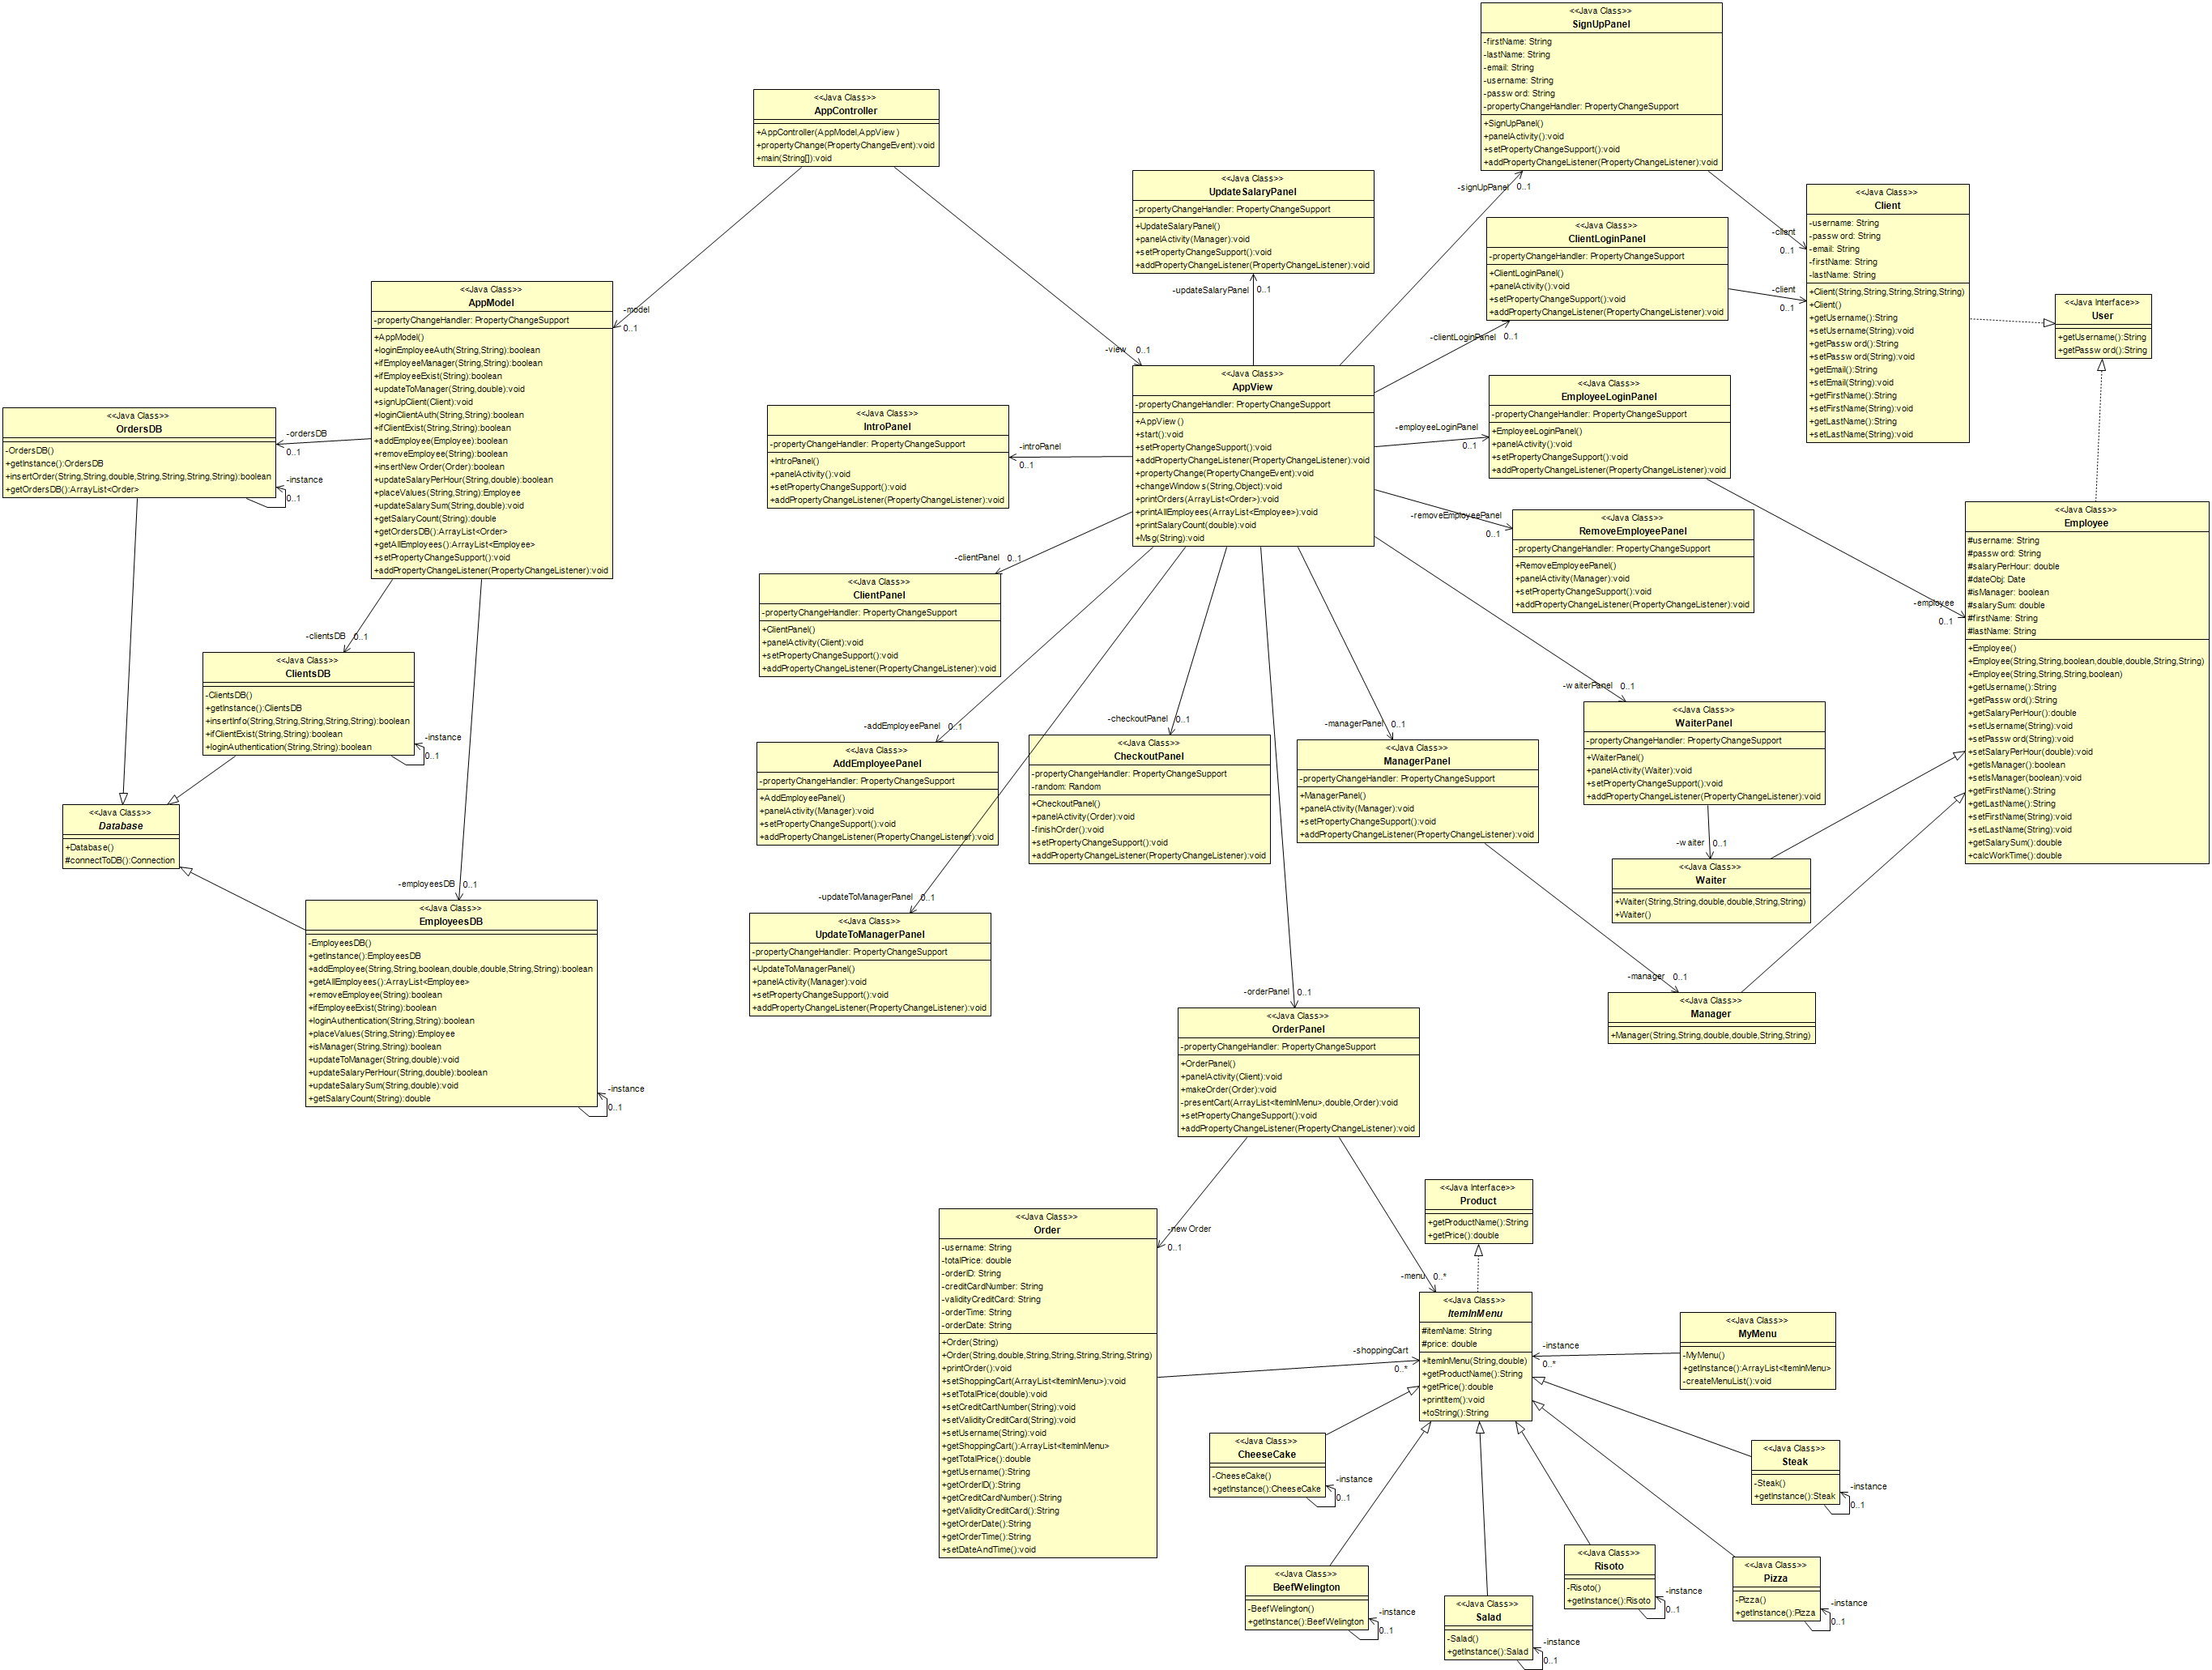 <<Java Class>>
SignUpPanel
-firstName: String
-lastName: String
-email: String
-username: String
-password: String
-propertyChangeHandler: PropertyChangeSupport
+SignUpPanel()
+panelActivity():void
+setPropertyChangeSupport():void
+addPropertyChangeListener(PropertyChangeListener):void
<<Java Class>>
AppController
+AppController(AppModel,AppView)
+propertyChange(PropertyChangeEvent):void
+main(String[]):void
<<Java Class>>
UpdateSalaryPanel
-propertyChangeHandler: PropertyChangeSupport
+UpdateSalaryPanel()
+panelActivity(Manager):void
+setPropertyChangeSupport():void
+addPropertyChangeListener(PropertyChangeListener):void
-signUpPanel 0..1
<<Java Class>>
Client
-username: String
-password: String
-email: String
-firstName: String
-lastName: String
+Client(String,String,String,String,String)
+Client()
+getUsername():String
+setUsername(String):void
+getPassword():String
+setPassword(String):void
+getEmail():String
+setEmail(String):void
+getFirstName():String
+setFirstName(String):void
+getLastName():String
+setLastName(String):void
-client
0..1
-client
0..1
<<Java Class>>
ClientLoginPanel
-propertyChangeHandler: PropertyChangeSupport
+ClientLoginPanel()
+panelActivity():void
+setPropertyChangeSupport():void
+addPropertyChangeListener(PropertyChangeListener):void
<<Java Interface>>
User
+getUsername():String
+getPassword():String
-updateSalaryPanel 0..1
-clientLoginPanel 0..1
<<Java Class>>
AppModel
-propertyChangeHandler: PropertyChangeSupport
+AppModel()
+loginEmployeeAuth(String,String):boolean
+ifEmployeeManager(String,String):boolean
+ifEmployeeExist(String):boolean
+updateToManager(String,double):void
+signUpClient(Client):void
+loginClientAuth(String,String):boolean
+ifClientExist(String,String):boolean
+addEmployee(Employee):boolean
+removeEmployee(String):boolean
+insertNewOrder(Order):boolean
+updateSalaryPerHour(String,double):boolean
+placeValues(String,String):Employee
+updateSalarySum(String,double):void
+getSalaryCount(String):double
+getOrdersDB():ArrayList<Order>
+getAllEmployees():ArrayList<Employee>
+setPropertyChangeSupport():void
+addPropertyChangeListener(PropertyChangeListener):void
-model
0..1
-view 0..1
<<Java Class>>
AppView
-propertyChangeHandler: PropertyChangeSupport
+AppView()
+start():void
+setPropertyChangeSupport():void
+addPropertyChangeListener(PropertyChangeListener):void
+propertyChange(PropertyChangeEvent):void
+changeWindows(String,Object):void
+printOrders(ArrayList<Order>):void
+printAllEmployees(ArrayList<Employee>):void
+printSalaryCount(double):void
+Msg(String):void
<<Java Class>>
EmployeeLoginPanel
-propertyChangeHandler: PropertyChangeSupport
+EmployeeLoginPanel()
+panelActivity():void
+setPropertyChangeSupport():void
+addPropertyChangeListener(PropertyChangeListener):void
-employeeLoginPanel
0..1
<<Java Class>>
IntroPanel
-propertyChangeHandler: PropertyChangeSupport
+IntroPanel()
+panelActivity():void
+setPropertyChangeSupport():void
+addPropertyChangeListener(PropertyChangeListener):void
-introPanel
0..1
<<Java Class>>
OrdersDB
-OrdersDB()
+getInstance():OrdersDB
+insertOrder(String,String,double,String,String,String,String):boolean
+getOrdersDB():ArrayList<Order>
-ordersDB
0..1
-instance
0..1
<<Java Class>>
RemoveEmployeePanel
-propertyChangeHandler: PropertyChangeSupport
+RemoveEmployeePanel()
+panelActivity(Manager):void
+setPropertyChangeSupport():void
+addPropertyChangeListener(PropertyChangeListener):void
-removeEmployeePanel
0..1
<<Java Class>>
Employee
#username: String
#password: String
#salaryPerHour: double
#dateObj: Date
#isManager: boolean
#salarySum: double
#firstName: String
#lastName: String
+Employee()
+Employee(String,String,boolean,double,double,String,String)
+Employee(String,String,String,boolean)
+getUsername():String
+getPassword():String
+getSalaryPerHour():double
+setUsername(String):void
+setPassword(String):void
+setSalaryPerHour(double):void
+getIsManager():boolean
+setIsManager(boolean):void
+getFirstName():String
+getLastName():String
+setFirstName(String):void
+setLastName(String):void
+getSalarySum():double
+calcWorkTime():double
-employee
0..1
-clientPanel 0..1
<<Java Class>>
ClientPanel
-propertyChangeHandler: PropertyChangeSupport
+ClientPanel()
+panelActivity(Client):void
+setPropertyChangeSupport():void
+addPropertyChangeListener(PropertyChangeListener):void
-clientsDB 0..1
<<Java Class>>
ClientsDB
-ClientsDB()
+getInstance():ClientsDB
+insertInfo(String,String,String,String,String):boolean
+ifClientExist(String,String):boolean
+loginAuthentication(String,String):boolean
-instance
0..1
-waiterPanel 0..1
<<Java Class>>
WaiterPanel
-propertyChangeHandler: PropertyChangeSupport
+WaiterPanel()
+panelActivity(Waiter):void
+setPropertyChangeSupport():void
+addPropertyChangeListener(PropertyChangeListener):void
-addEmployeePanel 0..1
<<Java Class>>
AddEmployeePanel
-propertyChangeHandler: PropertyChangeSupport
+AddEmployeePanel()
+panelActivity(Manager):void
+setPropertyChangeSupport():void
+addPropertyChangeListener(PropertyChangeListener):void
-checkoutPanel 0..1
<<Java Class>>
CheckoutPanel
-propertyChangeHandler: PropertyChangeSupport
-random: Random
+CheckoutPanel()
+panelActivity(Order):void
-finishOrder():void
+setPropertyChangeSupport():void
+addPropertyChangeListener(PropertyChangeListener):void
-managerPanel 0..1
<<Java Class>>
ManagerPanel
-propertyChangeHandler: PropertyChangeSupport
+ManagerPanel()
+panelActivity(Manager):void
+setPropertyChangeSupport():void
+addPropertyChangeListener(PropertyChangeListener):void
<<Java Class>>
Database
+Database()
#connectToDB():Connection
-waiter 0..1
<<Java Class>>
Waiter
+Waiter(String,String,double,double,String,String)
+Waiter()
-employeesDB 0..1
<<Java Class>>
EmployeesDB
-EmployeesDB()
+getInstance():EmployeesDB
+addEmployee(String,String,boolean,double,double,String,String):boolean
+getAllEmployees():ArrayList<Employee>
+removeEmployee(String):boolean
+ifEmployeeExist(String):boolean
+loginAuthentication(String,String):boolean
+placeValues(String,String):Employee
+isManager(String,String):boolean
+updateToManager(String,double):void
+updateSalaryPerHour(String,double):boolean
+updateSalarySum(String,double):void
+getSalaryCount(String):double
-instance
0..1
-updateToManagerPanel 0..1
<<Java Class>>
UpdateToManagerPanel
-propertyChangeHandler: PropertyChangeSupport
+UpdateToManagerPanel()
+panelActivity(Manager):void
+setPropertyChangeSupport():void
+addPropertyChangeListener(PropertyChangeListener):void
-manager 0..1
<<Java Class>>
Manager
+Manager(String,String,double,double,String,String)
-orderPanel 0..1
<<Java Class>>
OrderPanel
-propertyChangeHandler: PropertyChangeSupport
+OrderPanel()
+panelActivity(Client):void
+makeOrder(Order):void
-presentCart(ArrayList<ItemInMenu>,double,Order):void
+setPropertyChangeSupport():void
+addPropertyChangeListener(PropertyChangeListener):void
<<Java Interface>>
Product
+getProductName():String
+getPrice():double
-newOrder
0..1
<<Java Class>>
Order
-username: String
-totalPrice: double
-orderID: String
-creditCardNumber: String
-validityCreditCard: String
-orderTime: String
-orderDate: String
+Order(String)
+Order(String,double,String,String,String,String,String)
+printOrder():void
+setShoppingCart(ArrayList<ItemInMenu>):void
+setTotalPrice(double):void
+setCreditCartNumber(String):void
+setValidityCreditCard(String):void
+setUsername(String):void
+getShoppingCart():ArrayList<ItemInMenu>
+getTotalPrice():double
+getUsername():String
+getOrderID():String
+getCreditCardNumber():String
+getValidityCreditCard():String
+getOrderDate():String
+getOrderTime():String
+setDateAndTime():void
-menu 0..*
<<Java Class>>
ItemInMenu
#itemName: String
#price: double
+ItemInMenu(String,double)
+getProductName():String
+getPrice():double
+printItem():void
+toString():String
-shoppingCart
0..*
-instance
0..*
<<Java Class>>
MyMenu
-MyMenu()
+getInstance():ArrayList<ItemInMenu>
-createMenuList():void
<<Java Class>>
CheeseCake
-CheeseCake()
+getInstance():CheeseCake
-instance
0..1
<<Java Class>>
Steak
-Steak()
+getInstance():Steak
-instance
0..1
<<Java Class>>
BeefWelington
-BeefWelington()
+getInstance():BeefWelington
-instance
0..1
<<Java Class>>
Salad
-Salad()
+getInstance():Salad
-instance
0..1
<<Java Class>>
Risoto
-Risoto()
+getInstance():Risoto
-instance
0..1
<<Java Class>>
Pizza
-Pizza()
+getInstance():Pizza
-instance
0..1